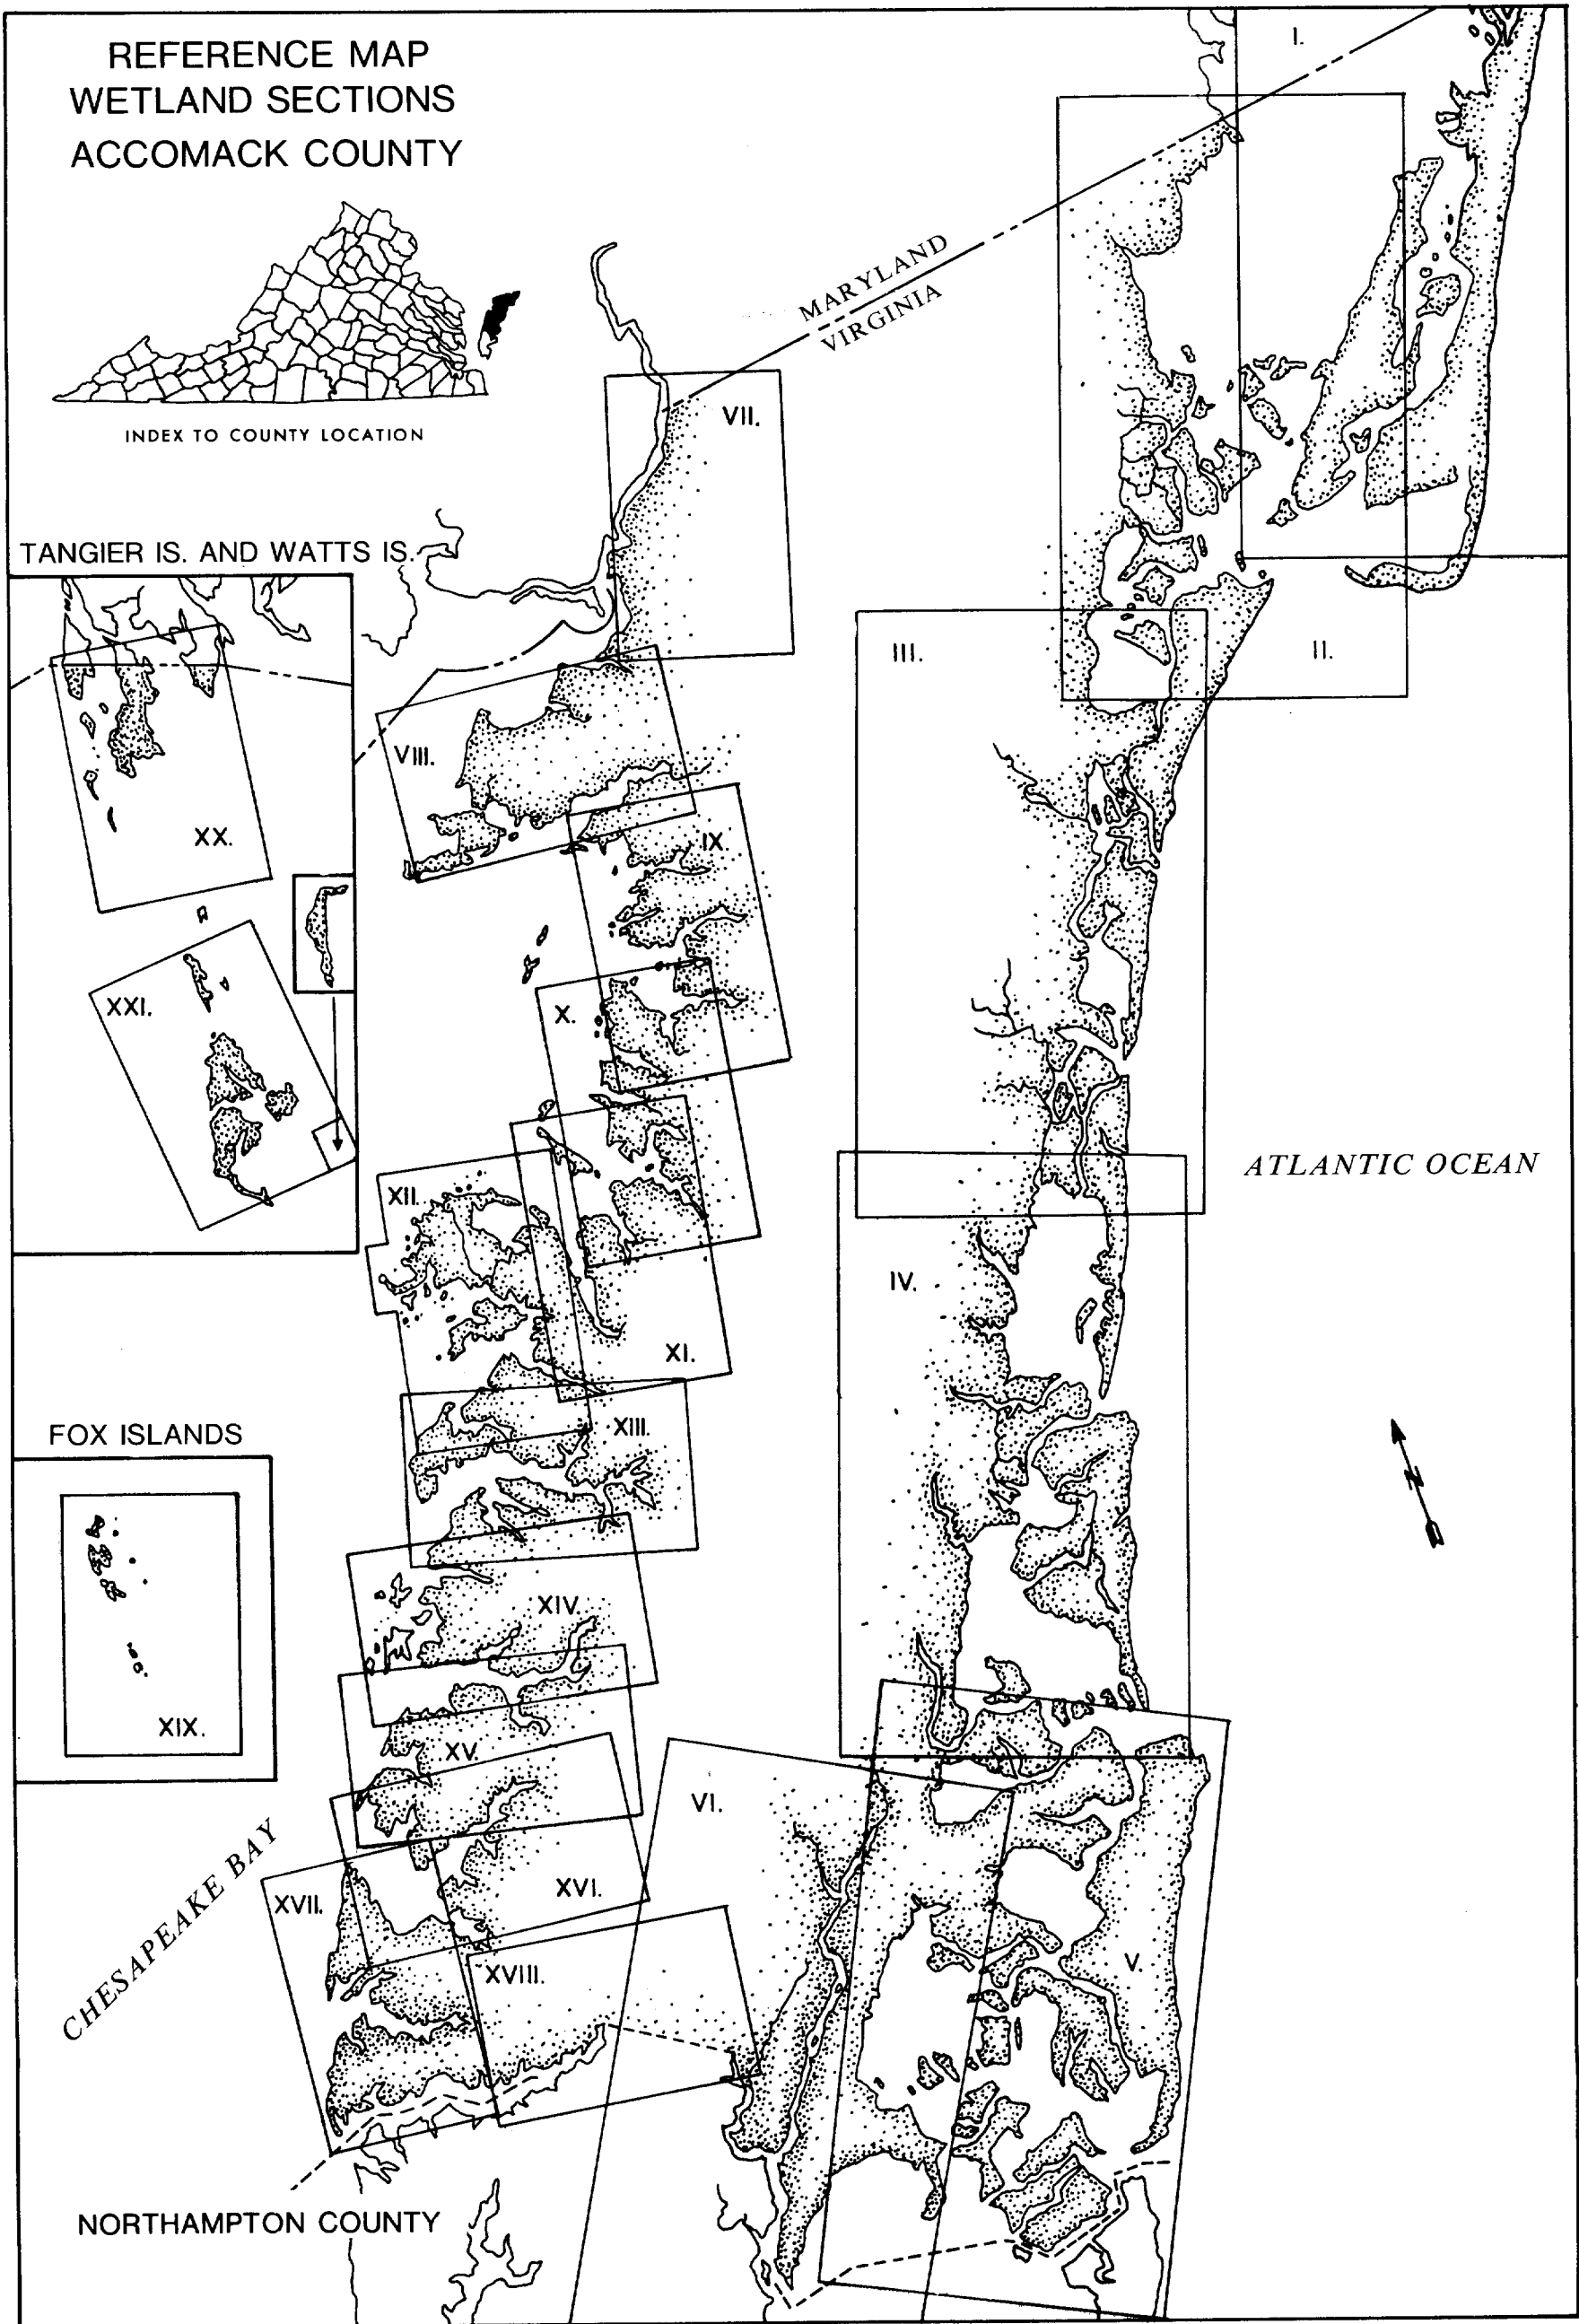 REFERENCE MAP
WETLAND SECTIONS
ACCOMACK COUNTY
INDEX TO COUNTY LOCATION
MARYLAND
VIRGINIA
I.
II.
III.
VII.
TANGIER IS. AND WATTS IS.
VIII.
IX.
XX.
XXI.
X.
XII.
XI.
ATLANTIC OCEAN
IV.
FOX ISLANDS
XIII.
N
XIV.
XIX.
XV.
VI.
XVI.
XVII.
CHESAPEAKE BAY
XVIII.
V.
NORTHAMPTON COUNTY